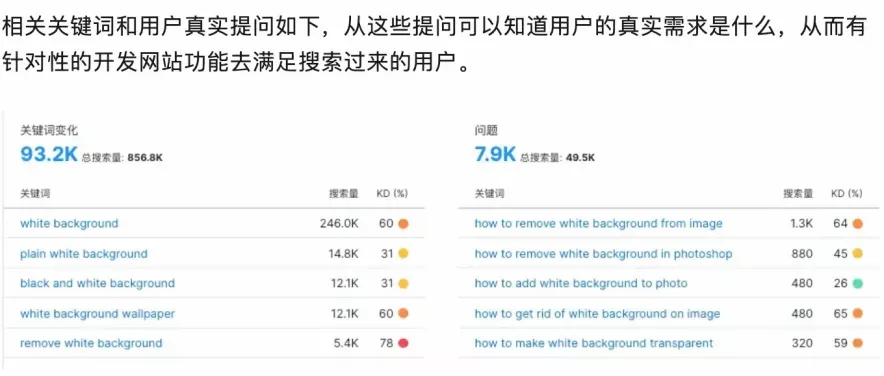 相关关键词和用户真实提问如下，从这些提问可以知道用户的真实需求是什么，从而有
针对性的开发网站功能去满足搜索过来的用户。
关键词变化
93.2K 总搜索量: 856.8K
关键词 搜索量 KD (%)
white background 246.0K 60
plain white background 14.8K 31
black and white background 12.1K 31
white background wallpaper 12.1K 60
remove white background 5.4K 78
问题
7.9K 总搜索量: 49.5K
关键词 搜索量 KD (%)
how to remove white background from image 1.3K 64
how to remove white background in photoshop 880 45
how to add white background to photo 480 26
how to get rid of white background on image 480 65
how to make white background transparent 320 59